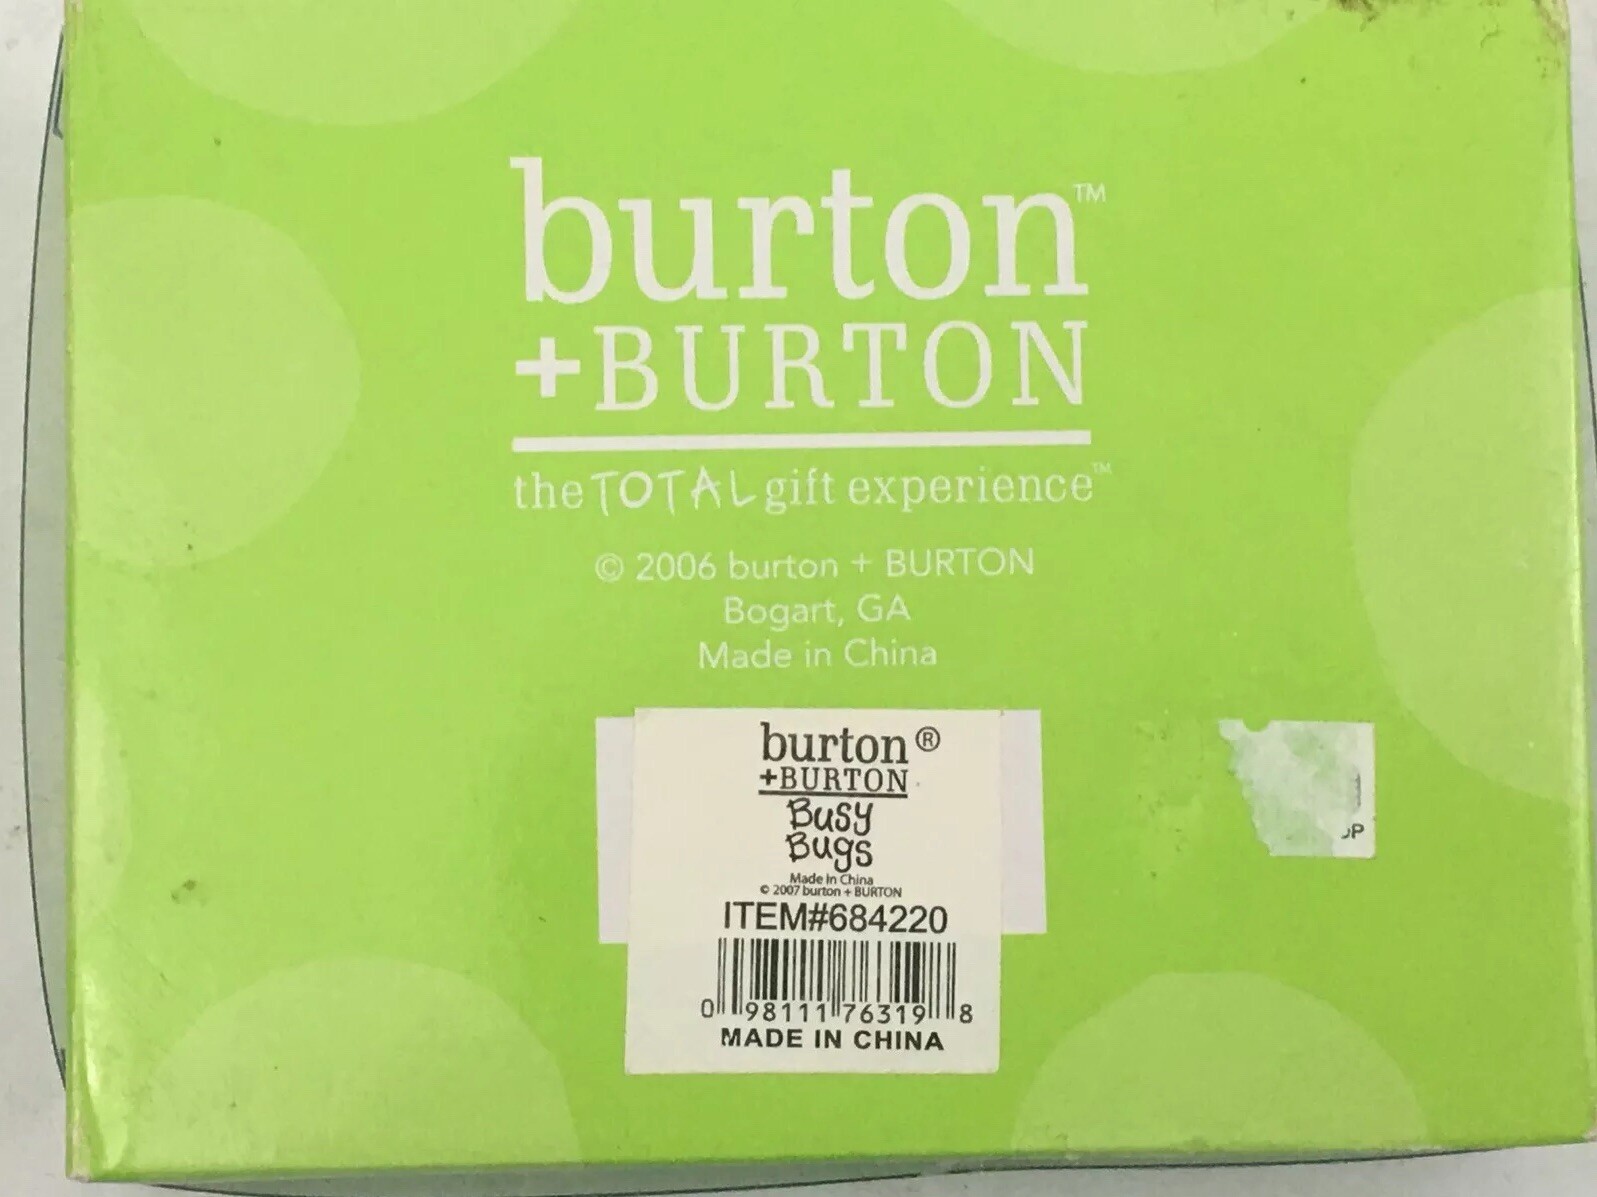 burton™
+BURTON
the TOTAL gift experience™
© 2006 burton + BURTON
Bogart, GA
Made in China
burton®
+BURTON
Busy
Bugs
Made In China
© 2007 burton + BURTON
ITEM#684220
0 98111 76319 8
MADE IN CHINA